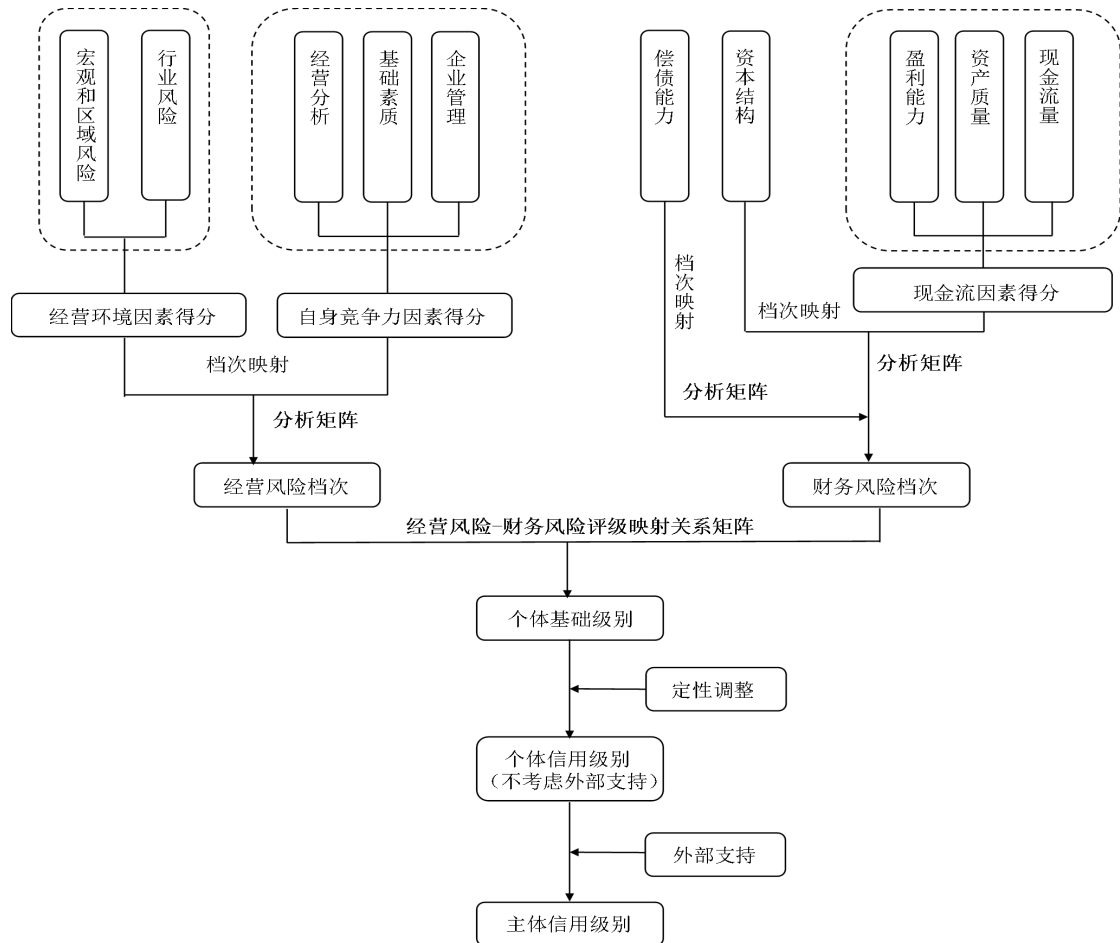 宏观和区域风险
行业风险
经营分析
基础素质
企业管理
偿债能力
资本结构
盈利能力
资产质量
现金流量
经营环境因素得分
自身竞争力因素得分
档次映射
现金流因素得分
档次映射
档次映射
分析矩阵
分析矩阵
分析矩阵
经营风险档次
财务风险档次
经营风险-财务风险评级映射关系矩阵
个体基础级别
定性调整
个体信用级别
（不考虑外部支持）
外部支持
主体信用级别